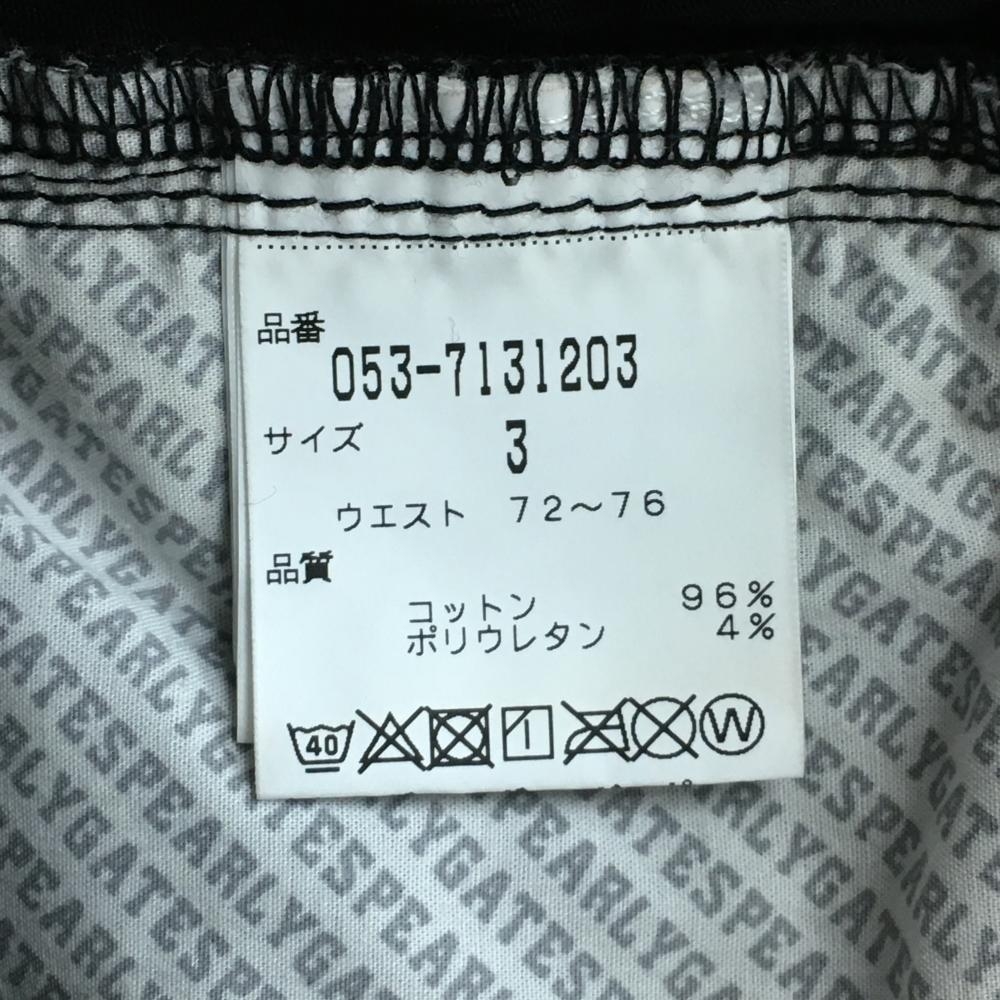 品番
053-7131203
サイズ 3
ウエスト 72～76
品質
コットン 96%
ポリウレタン 4%
40
W
PEARLYGATES